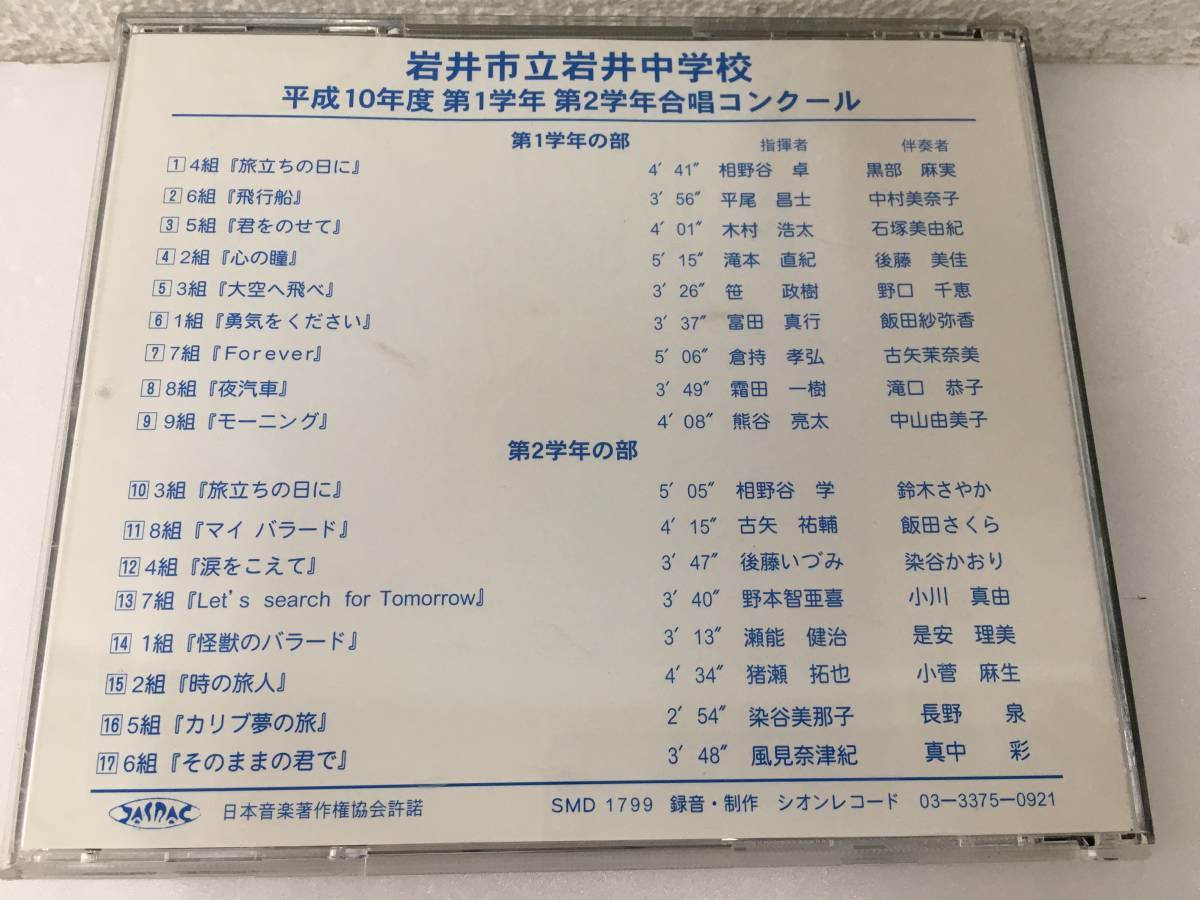 岩井市立岩井中学校
平成10年度 第1学年 第2学年合唱コンクール
第1学年の部 指揮者 伴奏者
1 4組『旅立ちの日に』 4′41″ 相野谷 卓 黒部 麻実
2 6組『飛行船』 3′56″ 平尾 昌士 中村美奈子
3 5組『君をのせて』 4′01″ 木村 浩太 石塚美由紀
4 2組『心の瞳』 5′15″ 滝本 直紀 後藤 美佳
5 3組『大空へ飛べ』 3′26″ 笹 政樹 野口 千恵
6 1組『勇気をください』 3′37″ 富田 真行 飯田紗弥香
7 7組『Forever』 5′06″ 倉持 孝弘 古矢茉奈美
8 8組『夜汽車』 3′49″ 霜田 一樹 滝口 恭子
9 9組『モーニング』 4′08″ 熊谷 亮太 中山由美子
第2学年の部
10 3組『旅立ちの日に』 5′05″ 相野谷 学 鈴木さやか
11 8組『マイ バラード』 4′15″ 古矢 祐輔 飯田さくら
12 4組『涙をこえて』 3′47″ 後藤いづみ 染谷かおり
13 7組『Let's search for Tomorrow』 3′40″ 野本智亜喜 小川 真由
14 1組『怪獣のバラード』 3′13″ 瀬能 健治 是安 理美
15 2組『時の旅人』 4′34″ 猪瀬 拓也 小菅 麻生
16 5組『カリブ夢の旅』 2′54″ 染谷美那子 長野 泉
17 6組『そのままの君で』 3′48″ 風見奈津紀 真中 彩
JASRAC 日本音楽著作権協会許諾 SMD 1799 録音・制作 シオンレコード 03-3375-0921